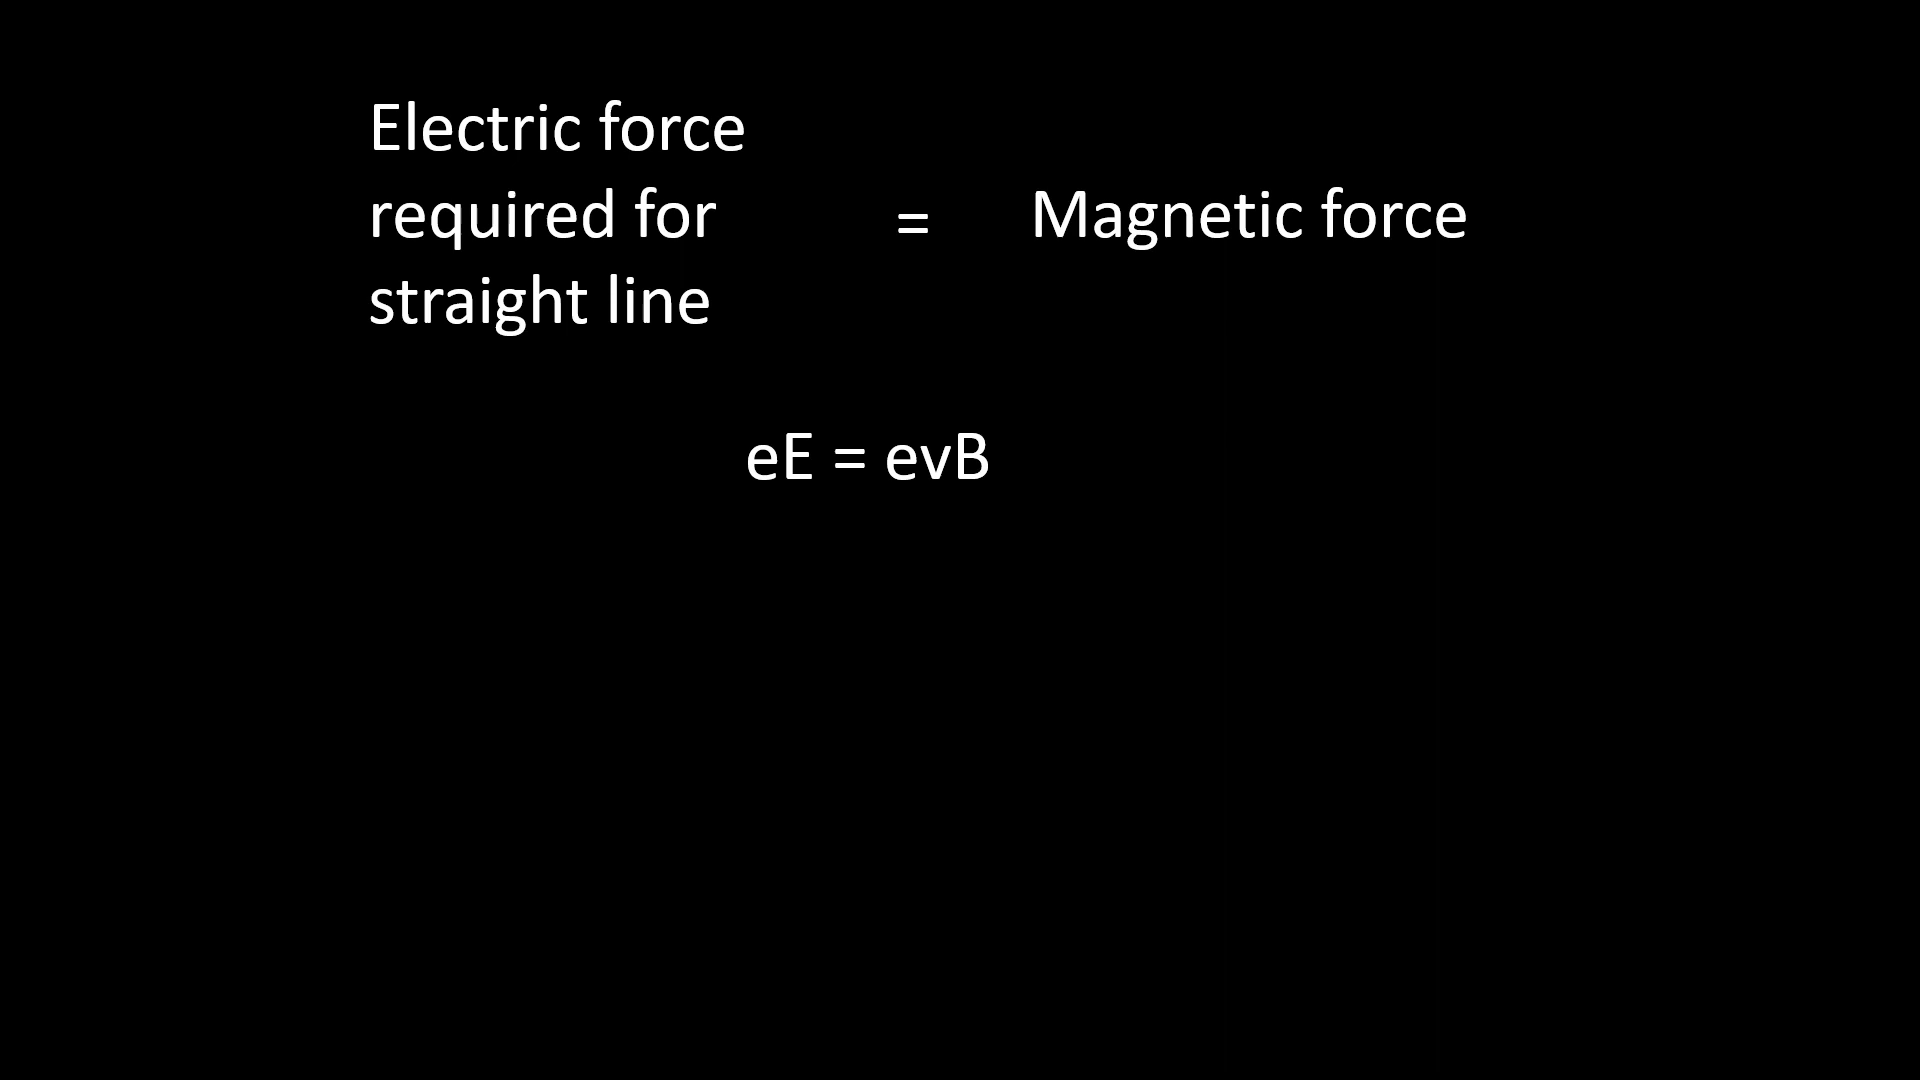 Electric force
required for = Magnetic force
straight line
eE = evB